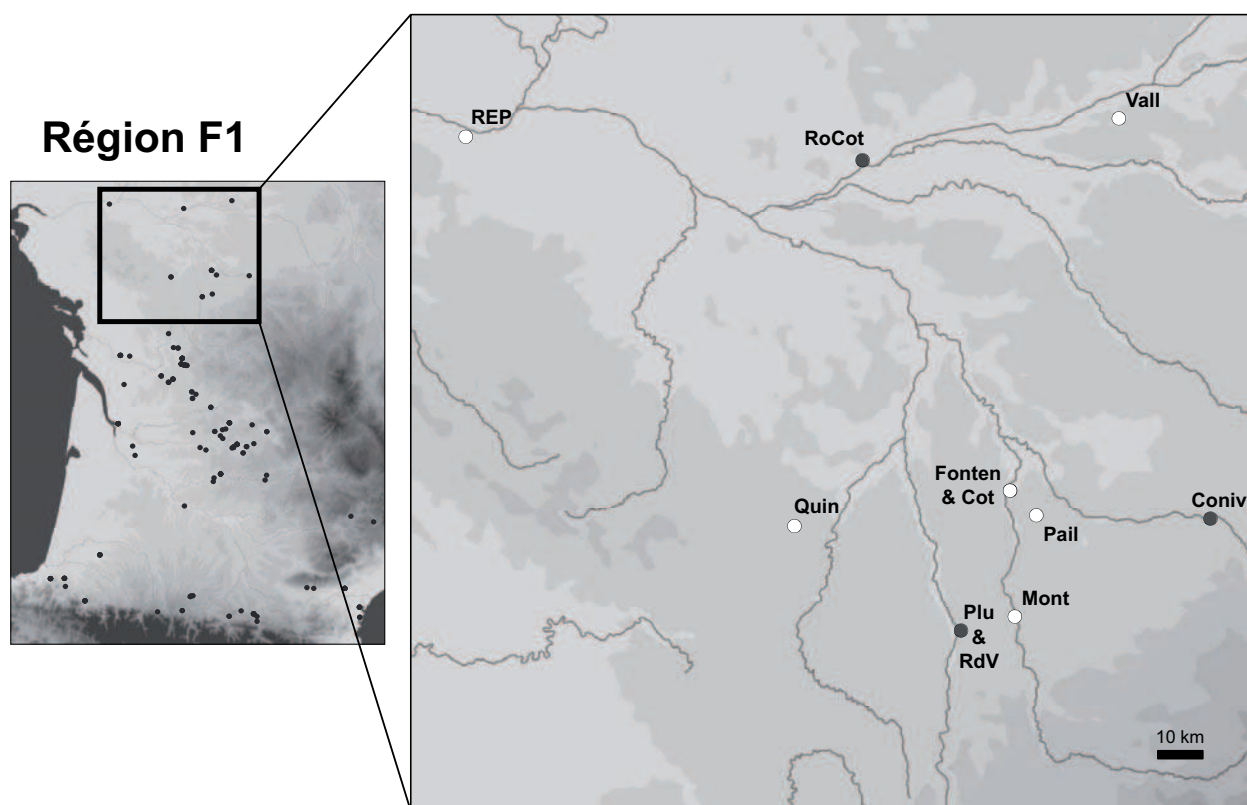 Région F1
REP
Vall
RoCot
Fonten
& Cot
Quin
Coniv
Pail
Mont
Plu
&
RdV
10 km